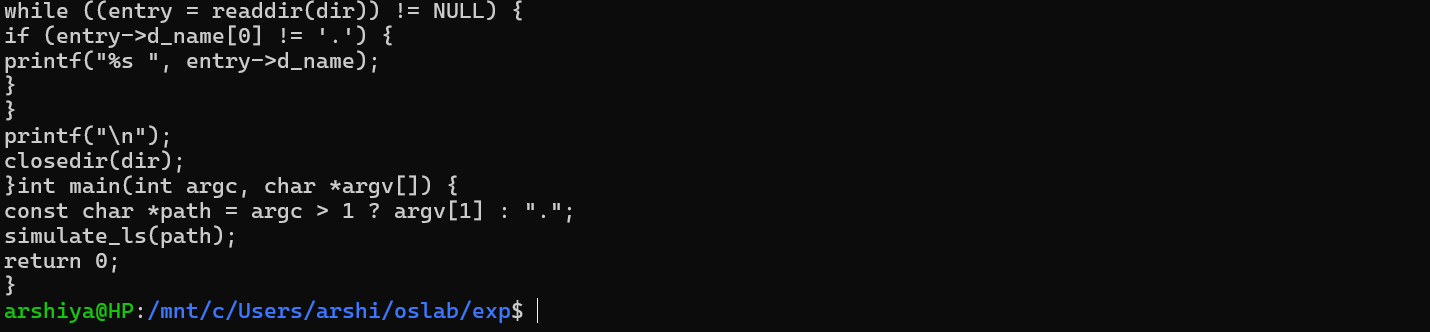 while ((entry = readdir(dir)) != NULL) {
if (entry->d_name[0] != '.') {
printf("%s ", entry->d_name);
}
}
printf("\n");
closedir(dir);
}int main(int argc, char *argv[]) {
const char *path = argc > 1 ? argv[1] : ".";
simulate_ls(path);
return 0;
}
arshiya@HP:/mnt/c/Users/arshi/oslab/exp$